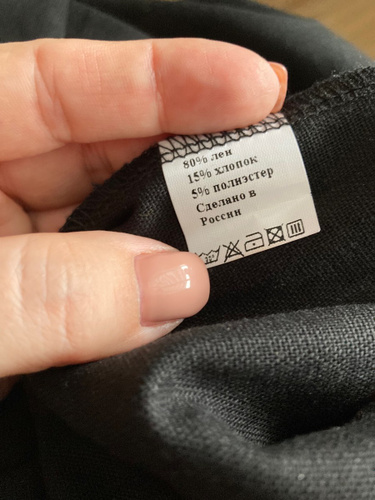 80% лен
15% хлопок
5% полиэстер
Сделано в
России